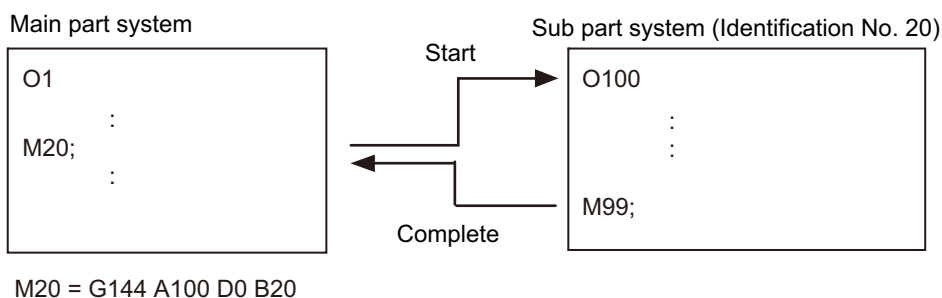 Main part system
Sub part system (Identification No. 20)
Start
O1
:
M20;
:
O100
:
:
M99;
Complete
M20 = G144 A100 D0 B20